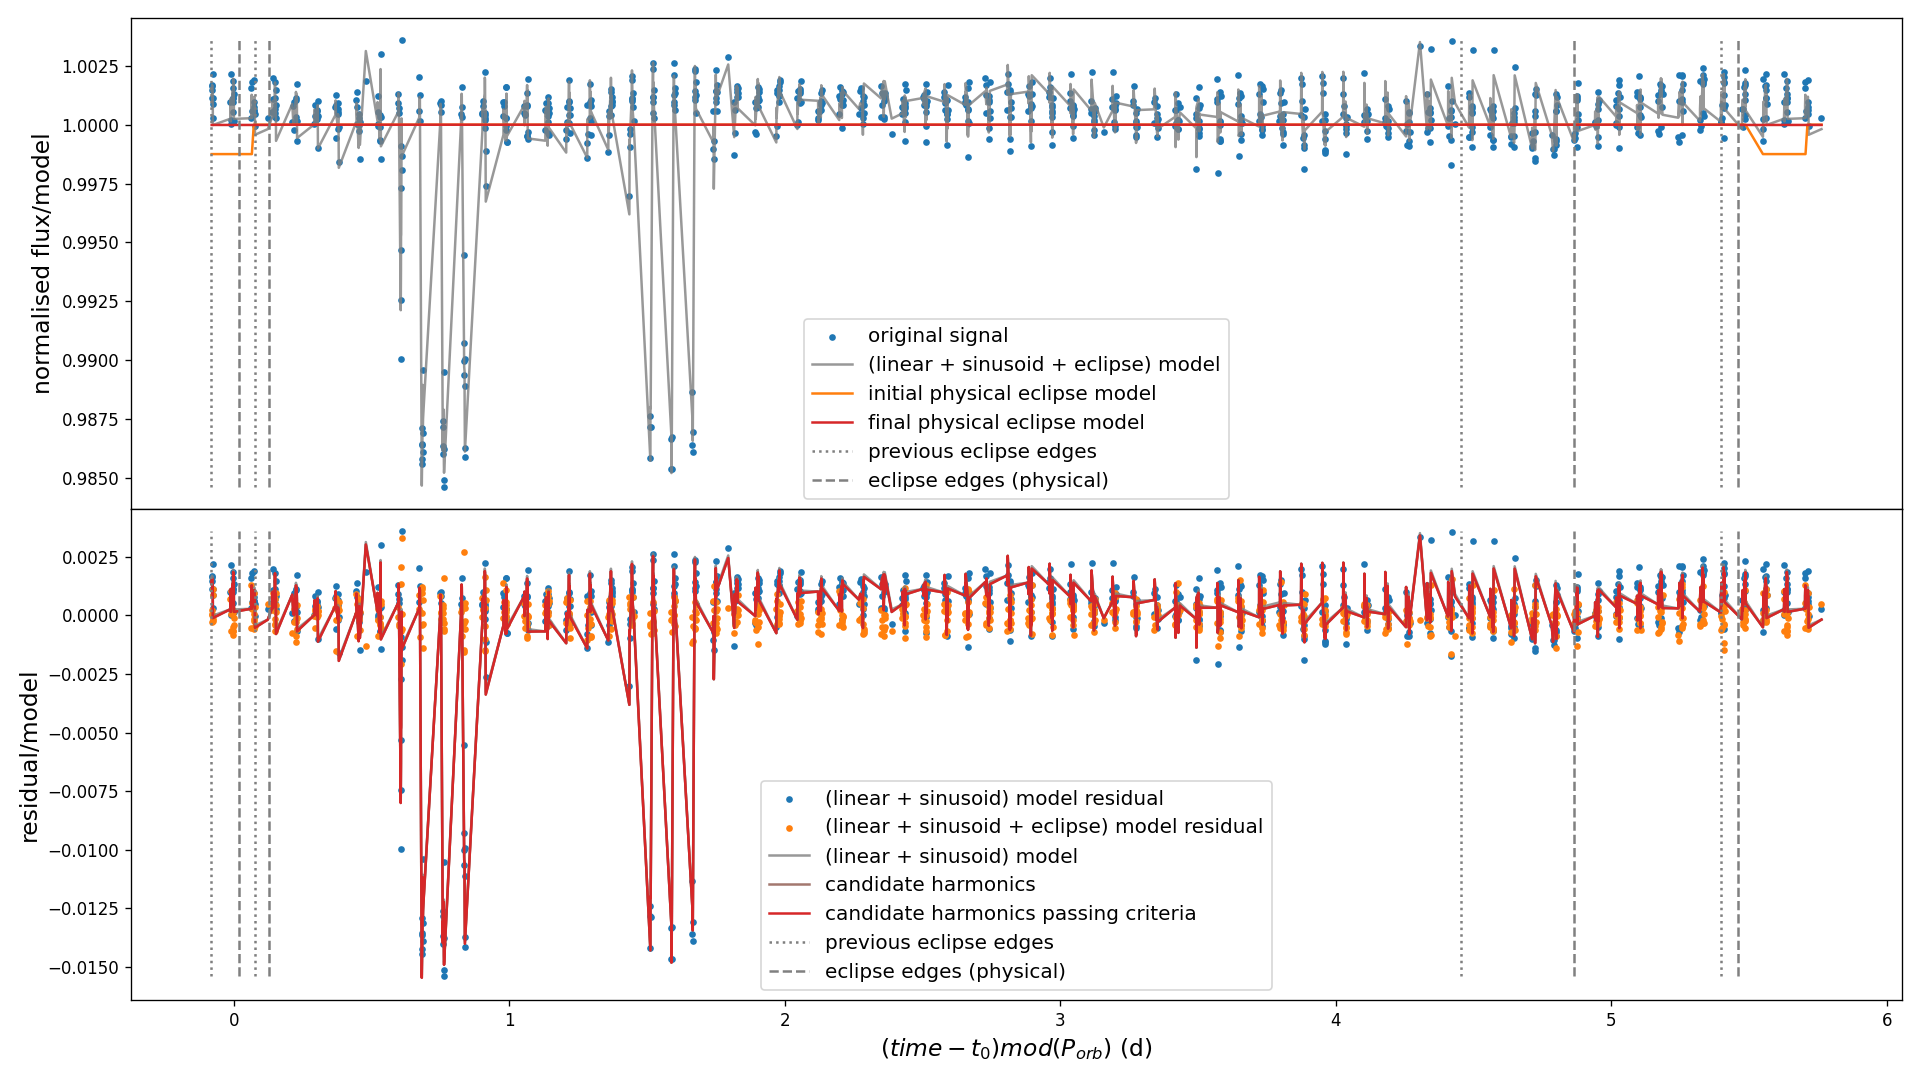 normalised flux/model
1.0025
1.0000
0.9975
0.9950
0.9925
0.9900
0.9875
0.9850
original signal
(linear + sinusoid + eclipse) model
initial physical eclipse model
final physical eclipse model
previous eclipse edges
eclipse edges (physical)
residual/model
0.0025
0.0000
−0.0025
−0.0050
−0.0075
−0.0100
−0.0125
−0.0150
(linear + sinusoid) model residual
(linear + sinusoid + eclipse) model residual
(linear + sinusoid) model
candidate harmonics
candidate harmonics passing criteria
previous eclipse edges
eclipse edges (physical)
0 1 2 3 4 5 6
(time − t₀)mod(P_orb) (d)